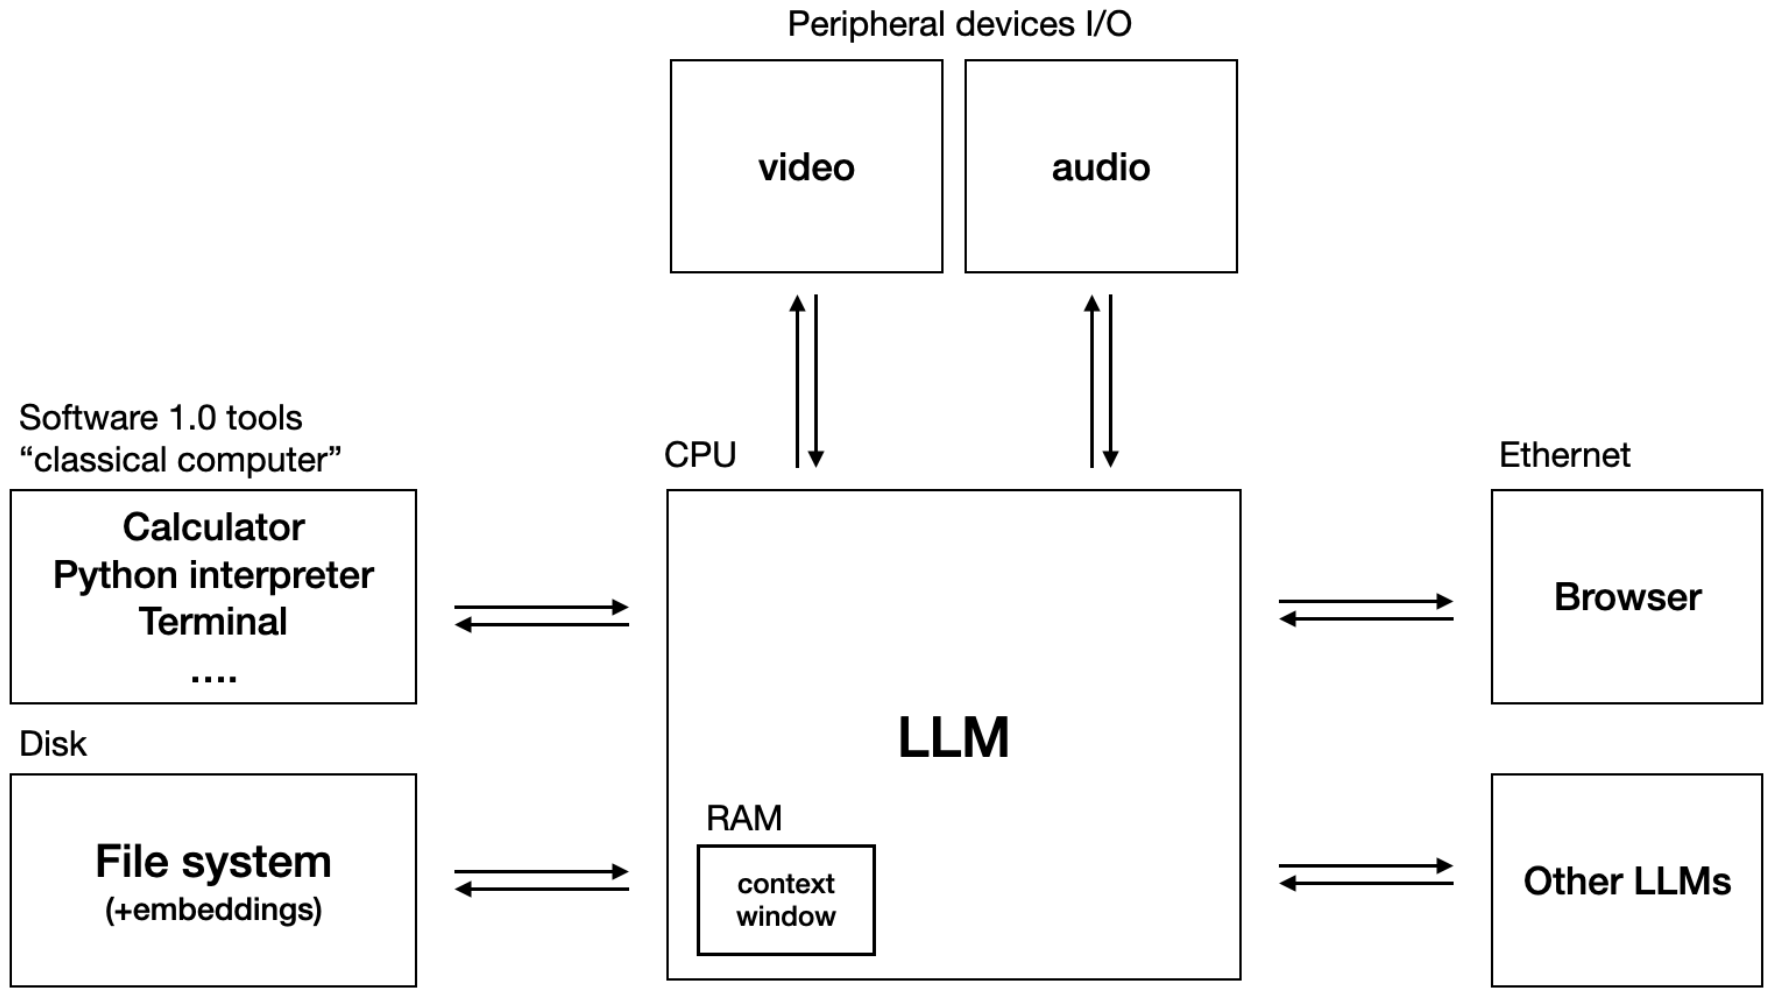 Peripheral devices I/O
video
audio
Software 1.0 tools
“classical computer”
Calculator
Python interpreter
Terminal
....
Disk
File system
(+embeddings)
CPU
LLM
RAM
context
window
Ethernet
Browser
Other LLMs